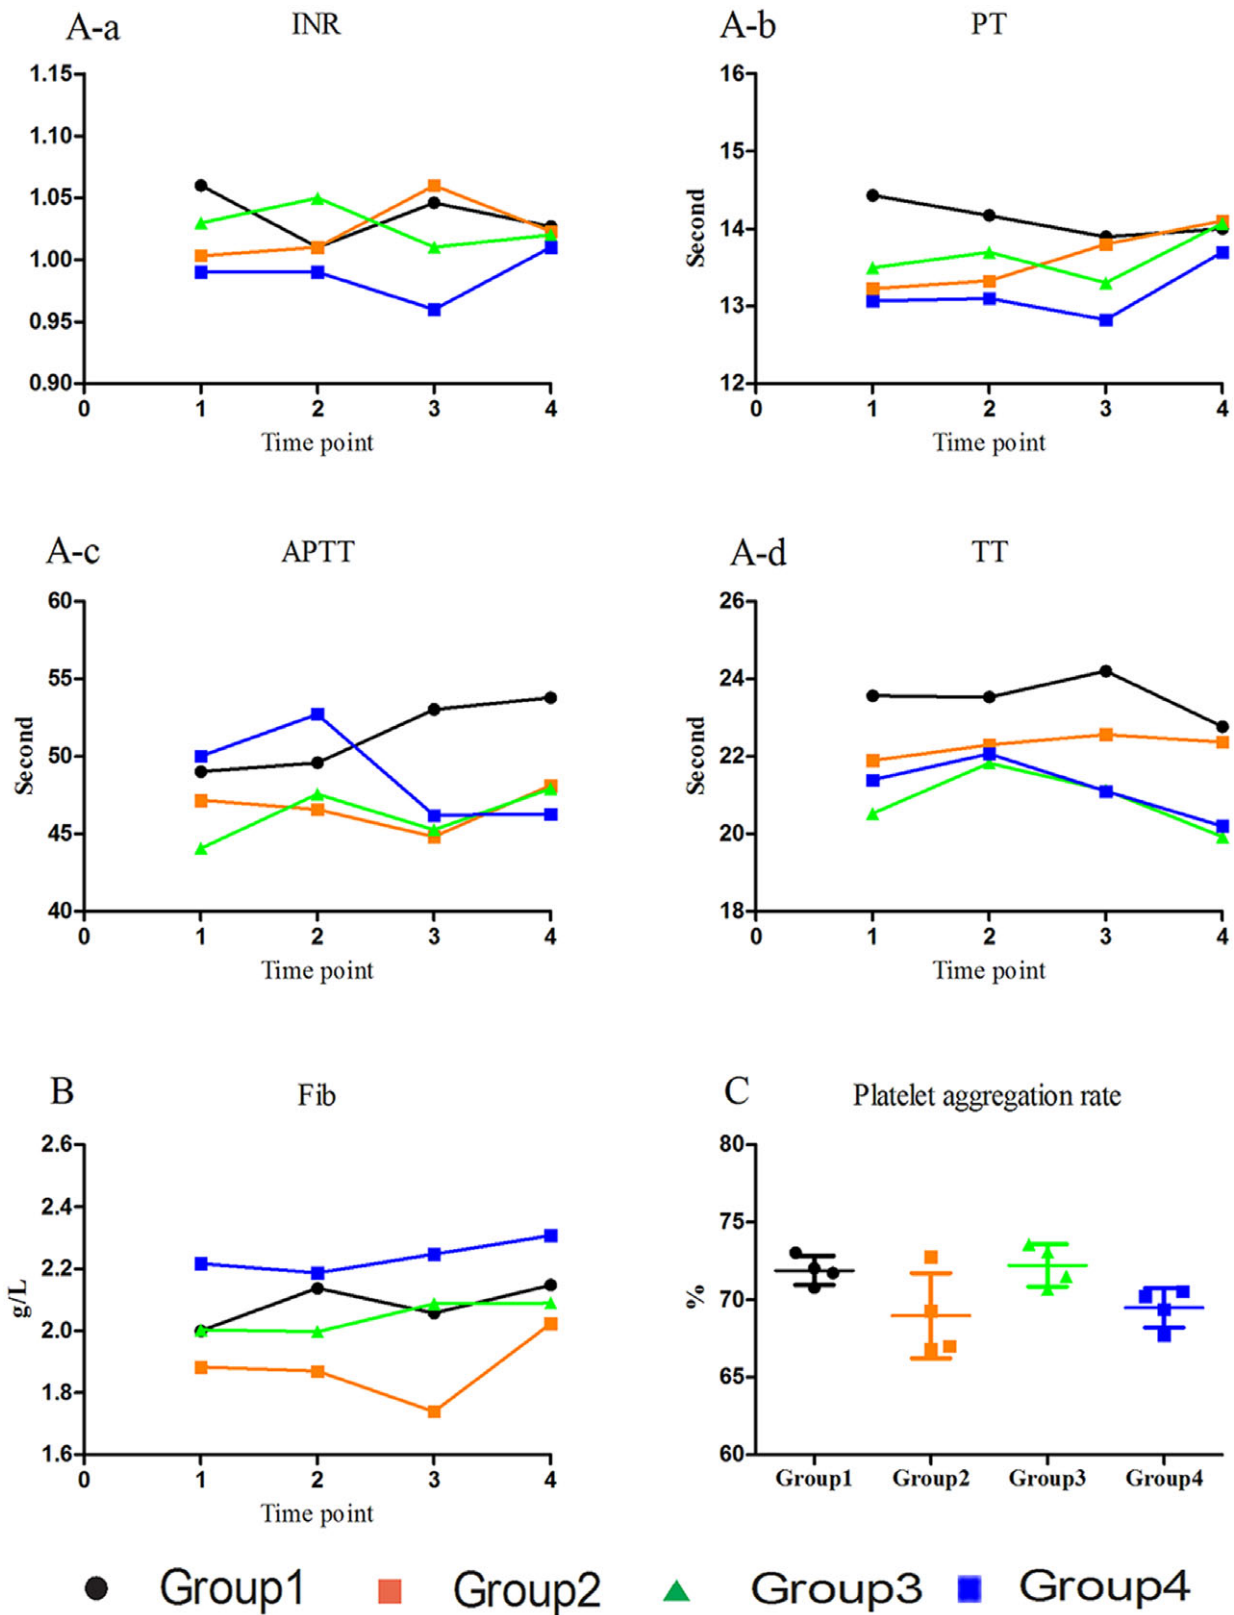 A-a INR
1.15
1.10
1.05
1.00
0.95
0.90
0 1 2 3 4
Time point
A-b PT
16
15
14
13
12
Second
0 1 2 3 4
Time point
A-c APTT
60
55
50
45
40
Second
0 1 2 3 4
Time point
A-d TT
26
24
22
20
18
Second
0 1 2 3 4
Time point
B Fib
2.6
2.4
2.2
2.0
1.8
1.6
g/L
0 1 2 3 4
Time point
C Platelet aggregation rate
80
75
70
65
60
%
Group1 Group2 Group3 Group4
Group1 Group2 Group3 Group4